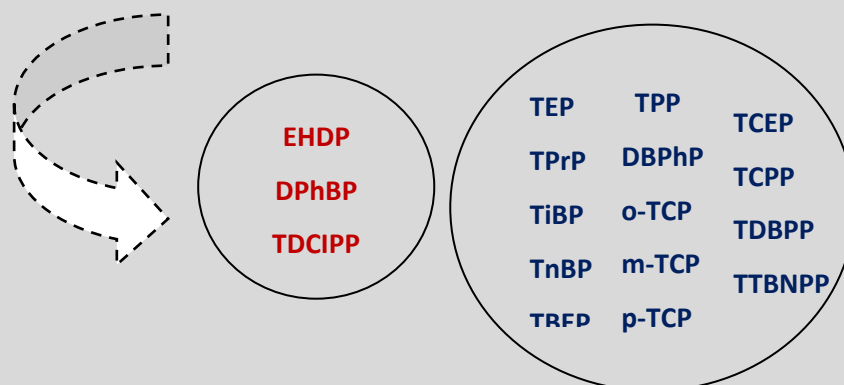 EHDP
DPhBP
TDCIPP
TEP
TPrP
TiBP
TnBP
TPP
DBPhP
o-TCP
m-TCP
p-TCP
TCEP
TCPP
TDBPP
TTBNPP